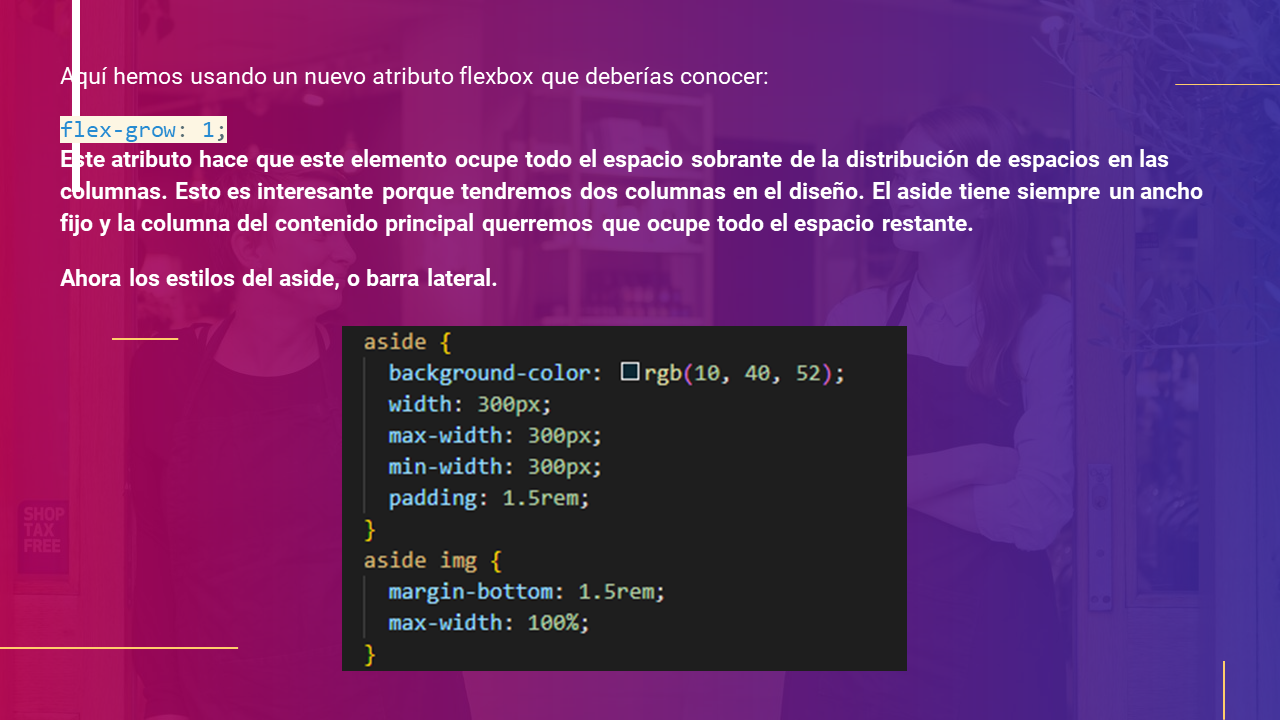 Aquí hemos usando un nuevo atributo flexbox que deberías conocer:
flex-grow: 1;
Este atributo hace que este elemento ocupe todo el espacio sobrante de la distribución de espacios en las
columnas. Esto es interesante porque tendremos dos columnas en el diseño. El aside tiene siempre un ancho
fijo y la columna del contenido principal querremos que ocupe todo el espacio restante.
Ahora los estilos del aside, o barra lateral.
aside {
background-color: rgb(10, 40, 52);
width: 300px;
max-width: 300px;
min-width: 300px;
padding: 1.5rem;
}
aside img {
margin-bottom: 1.5rem;
max-width: 100%;
}
SHOP
TAX
FREE